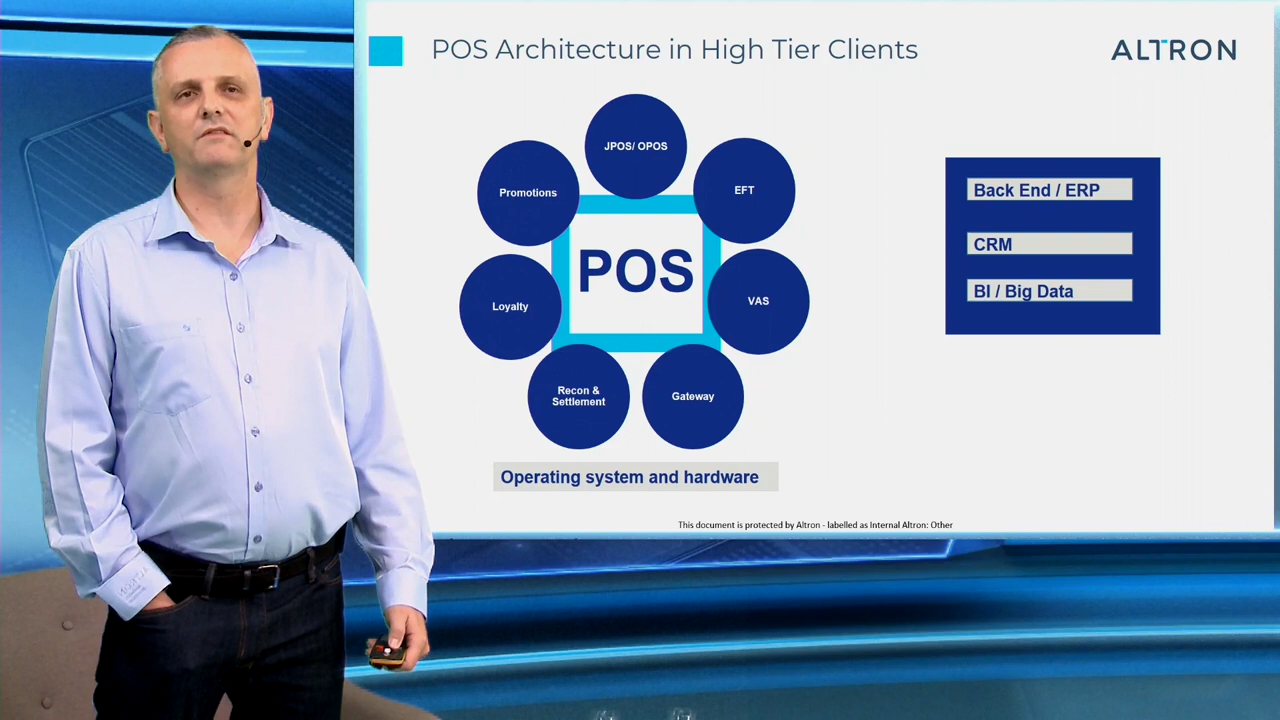 POS Architecture in High Tier Clients
ALTRON
JPOS/ OPOS
Promotions
EFT
POS
Loyalty
VAS
Recon &
Settlement
Gateway
Operating system and hardware
Back End / ERP
CRM
BI / Big Data
This document is protected by Altron - labelled as Internal Altron: Other